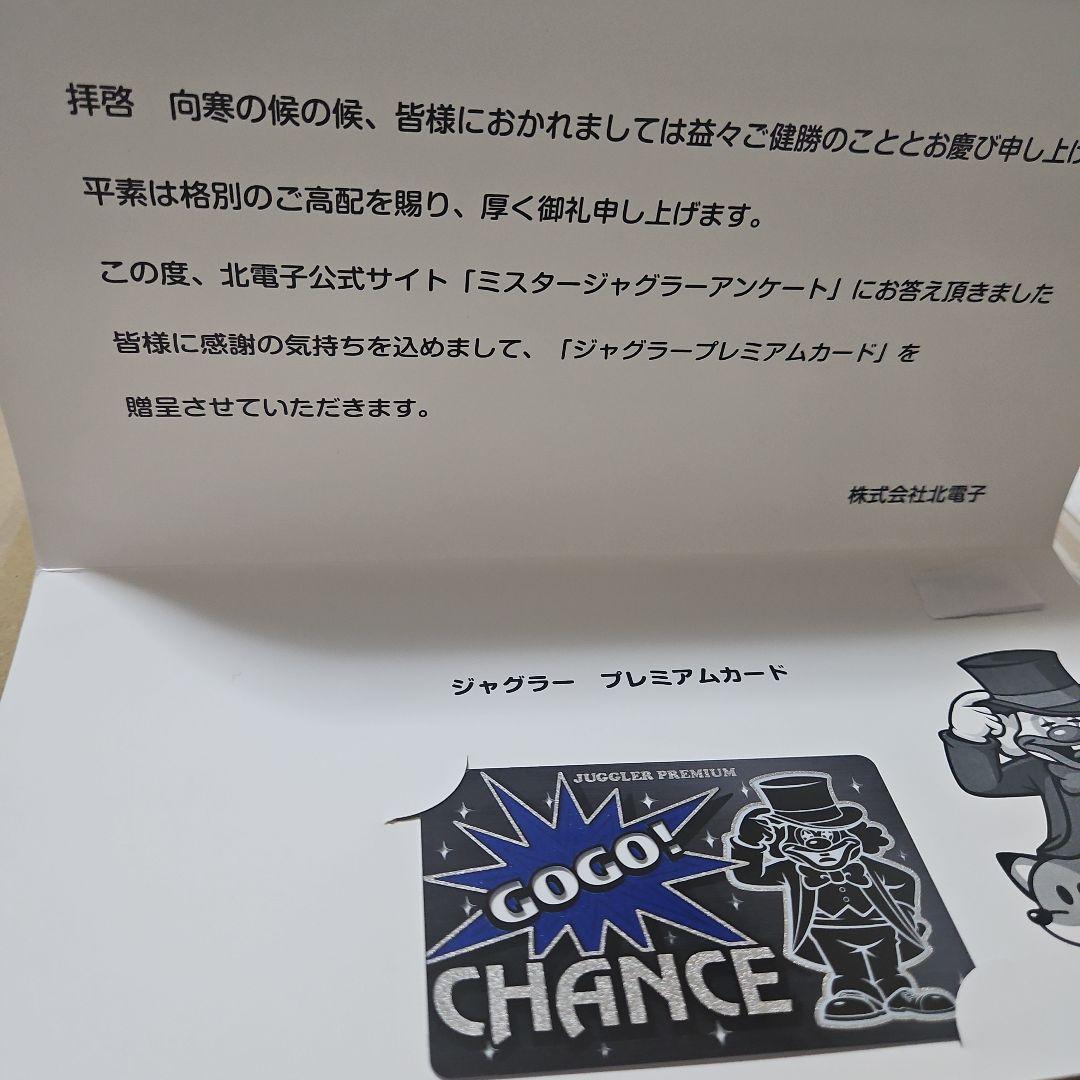 拝啓　向寒の候の候、皆様におかれましては益々ご健勝のこととお慶び申し上げ
平素は格別のご高配を賜り、厚く御礼申し上げます。
この度、北電子公式サイト「ミスタージャグラーアンケート」にお答え頂きました
皆様に感謝の気持ちを込めまして、「ジャグラープレミアムカード」を
贈呈させていただきます。
株式会社北電子
ジャグラー　プレミアムカード
JUGGLER PREMIUM
GOGO!
CHANCE